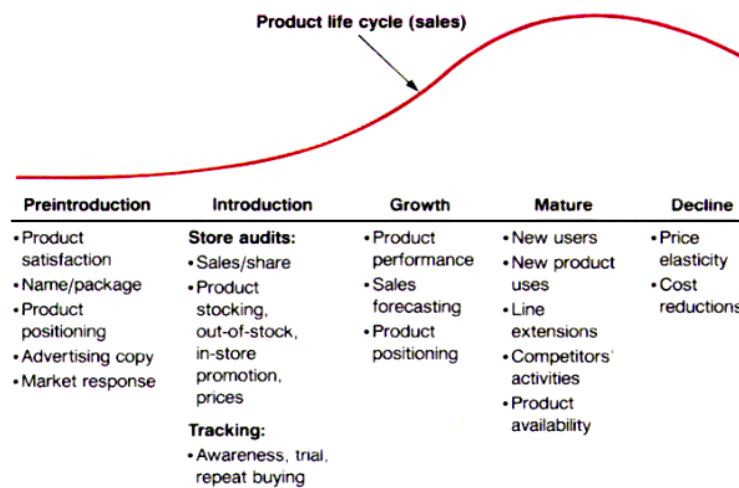 Product life cycle (sales)
Preintroduction
Introduction
Growth
Mature
Decline
• Product
satisfaction
• Name/package
• Product
positioning
• Advertising copy
• Market response
Store audits:
• Sales/share
• Product
stocking,
out-of-stock,
in-store
promotion,
prices
Tracking:
• Awareness, trial,
repeat buying
• Product
performance
• Sales
forecasting
• Product
positioning
• New users
• New product
uses
• Line
extensions
• Competitors'
activities
• Product
availability
• Price
elasticity
• Cost
reductions